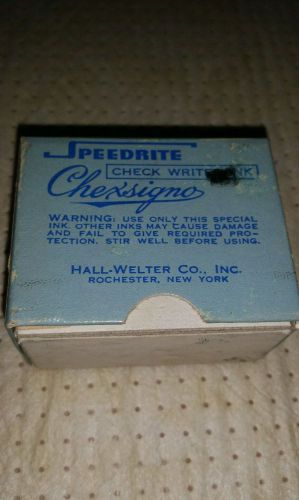 SPEEDRITE
CHECK WRITER INK
Chexsigno
WARNING: USE ONLY THIS SPECIAL
INK. OTHER INKS MAY CAUSE DAMAGE
AND FAIL TO GIVE REQUIRED PRO-
TECTION. STIR WELL BEFORE USING.
HALL-WELTER CO., INC.
ROCHESTER, NEW YORK